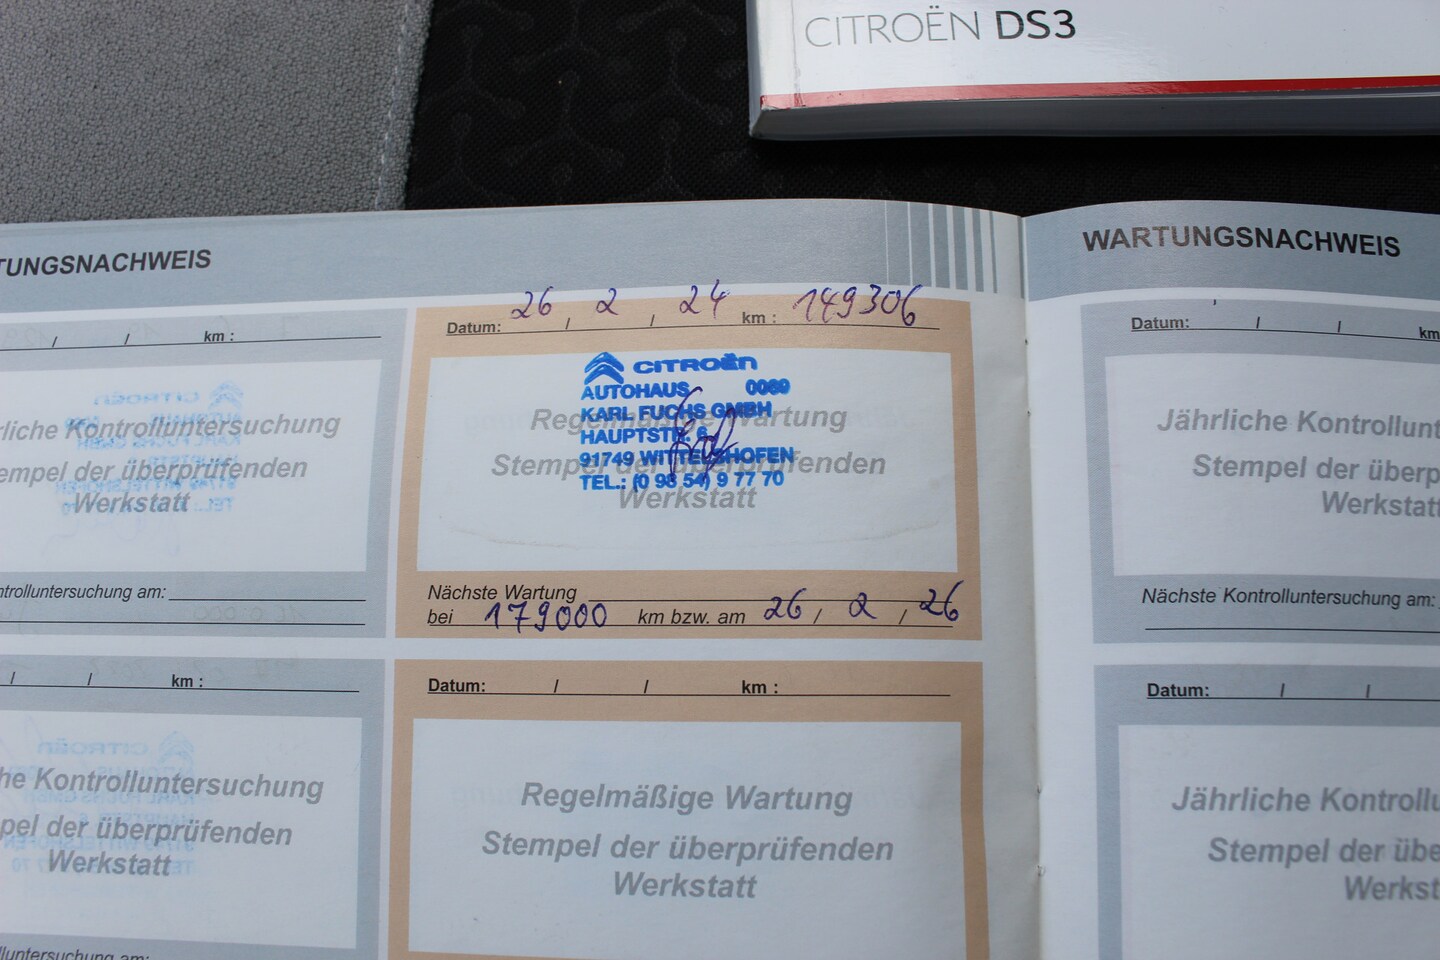 CITROËN DS3
TUNGSNACHWEIS
WARTUNGSNACHWEIS
/ / km :
Datum: 26 / 2 / 24 km : 149306
Datum: / / km
rliche Kontrolluntersuchung
empel der überprüfenden
Werkstatt
CITROËN
AUTOHAUS 0069
KARL FUCHS GMBH
HAUPTSTR. 6
91749 WITTELSHOFEN
TEL.: (0 98 54) 9 77 70
Regelmäßige Wartung
Stempel der überprüfenden
Werkstatt
Jährliche Kontrollunt
Stempel der überp
Werkstatt
ntrolluntersuchung am:
Nächste Wartung
bei 179000 km bzw. am 26 / 2 / 26
Nächste Kontrolluntersuchung am:
/ / km :
Datum: / / km :
Datum: / /
he Kontrolluntersuchung
pel der überprüfenden
Werkstatt
Regelmäßige Wartung
Stempel der überprüfenden
Werkstatt
Jährliche Kontrollu
Stempel der übe
Werkst
lluntersuchung am: